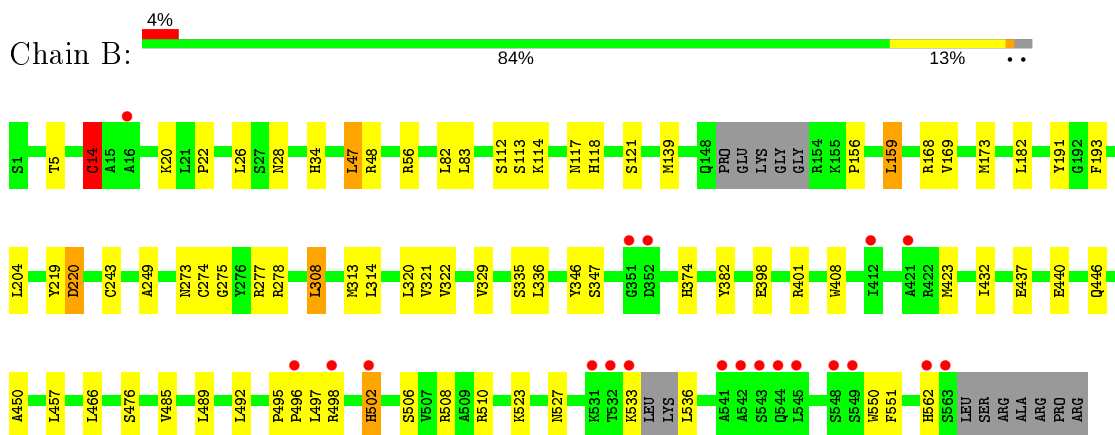 4%
Chain B:
84% 13% • •
S1 T5 C14 A15 A16 K20 L21 P22 L26 S27 N28 H34 L47 R48 R56 L82 L83 S112 S113 K114 N117 H118 S121 M139 Q148 PRO GLU LYS GLY GLY R154 K155 P156 L159 R168 V169 M173 L182 Y191 G192 F193
L204 Y219 D220 C243 A249 N273 C274 G275 Y276 R277 R278 L308 M313 L314 L320 V321 V322 V329 S335 L336 Y346 S347 G351 D352 H374 Y382 E398 R401 W408 I412 A421 R422 M423 I432 E437 E440 Q446
A450 L457 L466 S476 V485 L489 L492 P495 P496 L497 R498 H502 S506 V507 R508 A509 R510 K523 N527 K531 T532 K533 LEU LYS L536 A541 A542 S543 Q544 L545 S548 S549 W550 F551 H562 S563 LEU SER ARG ALA ARG PRO ARG